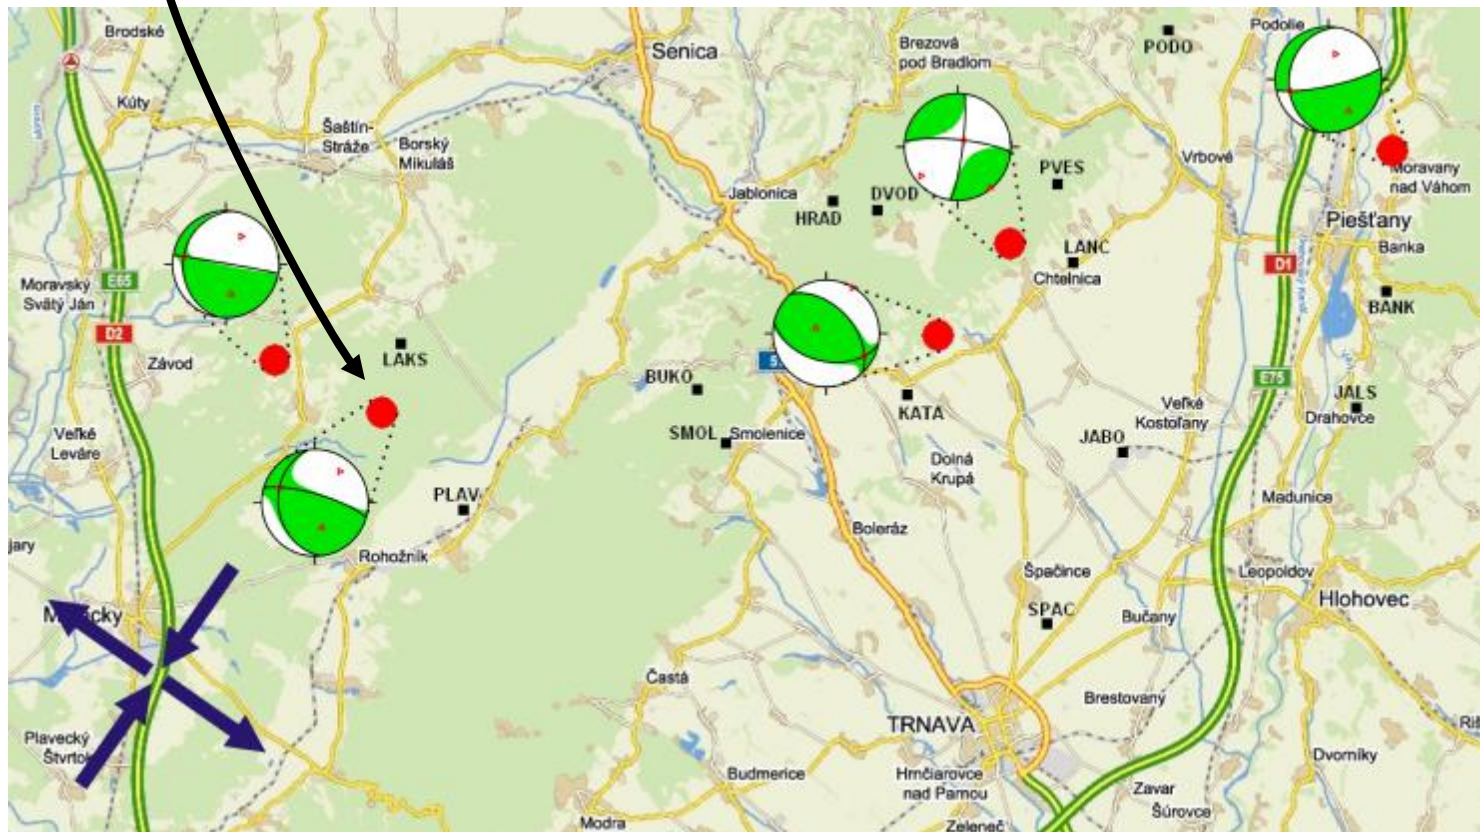 Brodské
Podolie
PODO
Brezová
pod Bradlom
Senica
Kúty
Šaštín-
Stráže
Borský
Mikuláš
Vrbové
PVES
Moravany
nad Váhom
Jablonica
DVOD
HRAD
Piešťany
LANC
Banka
Chtelnica
D1
E65
Moravský
Svätý Ján
BANK
D2
Závod
LAKS
BUKO
E75
KATA
JALS
Drahovce
Veľké
Kostoľany
Veľké
Leváre
SMOL
Smolenice
JABO
Dolná
Krupá
PLAV
Madunice
Boleráz
Rohožník
Špačince
Leopoldov
Hlohovec
SPAC
Bučany
Častá
Brestovany
TRNAVA
Plavecký
Štvrtok
Dvorníky
Budmerice
Hrnčiarovce
nad Parnou
Zavar
Šúrovce
Modra
Zeleneč